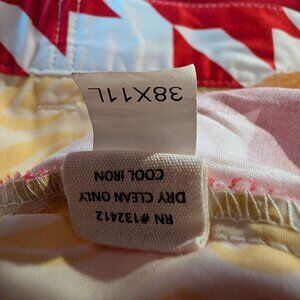 38X11L
RN #132412
DRY CLEAN ONLY
COOL IRON